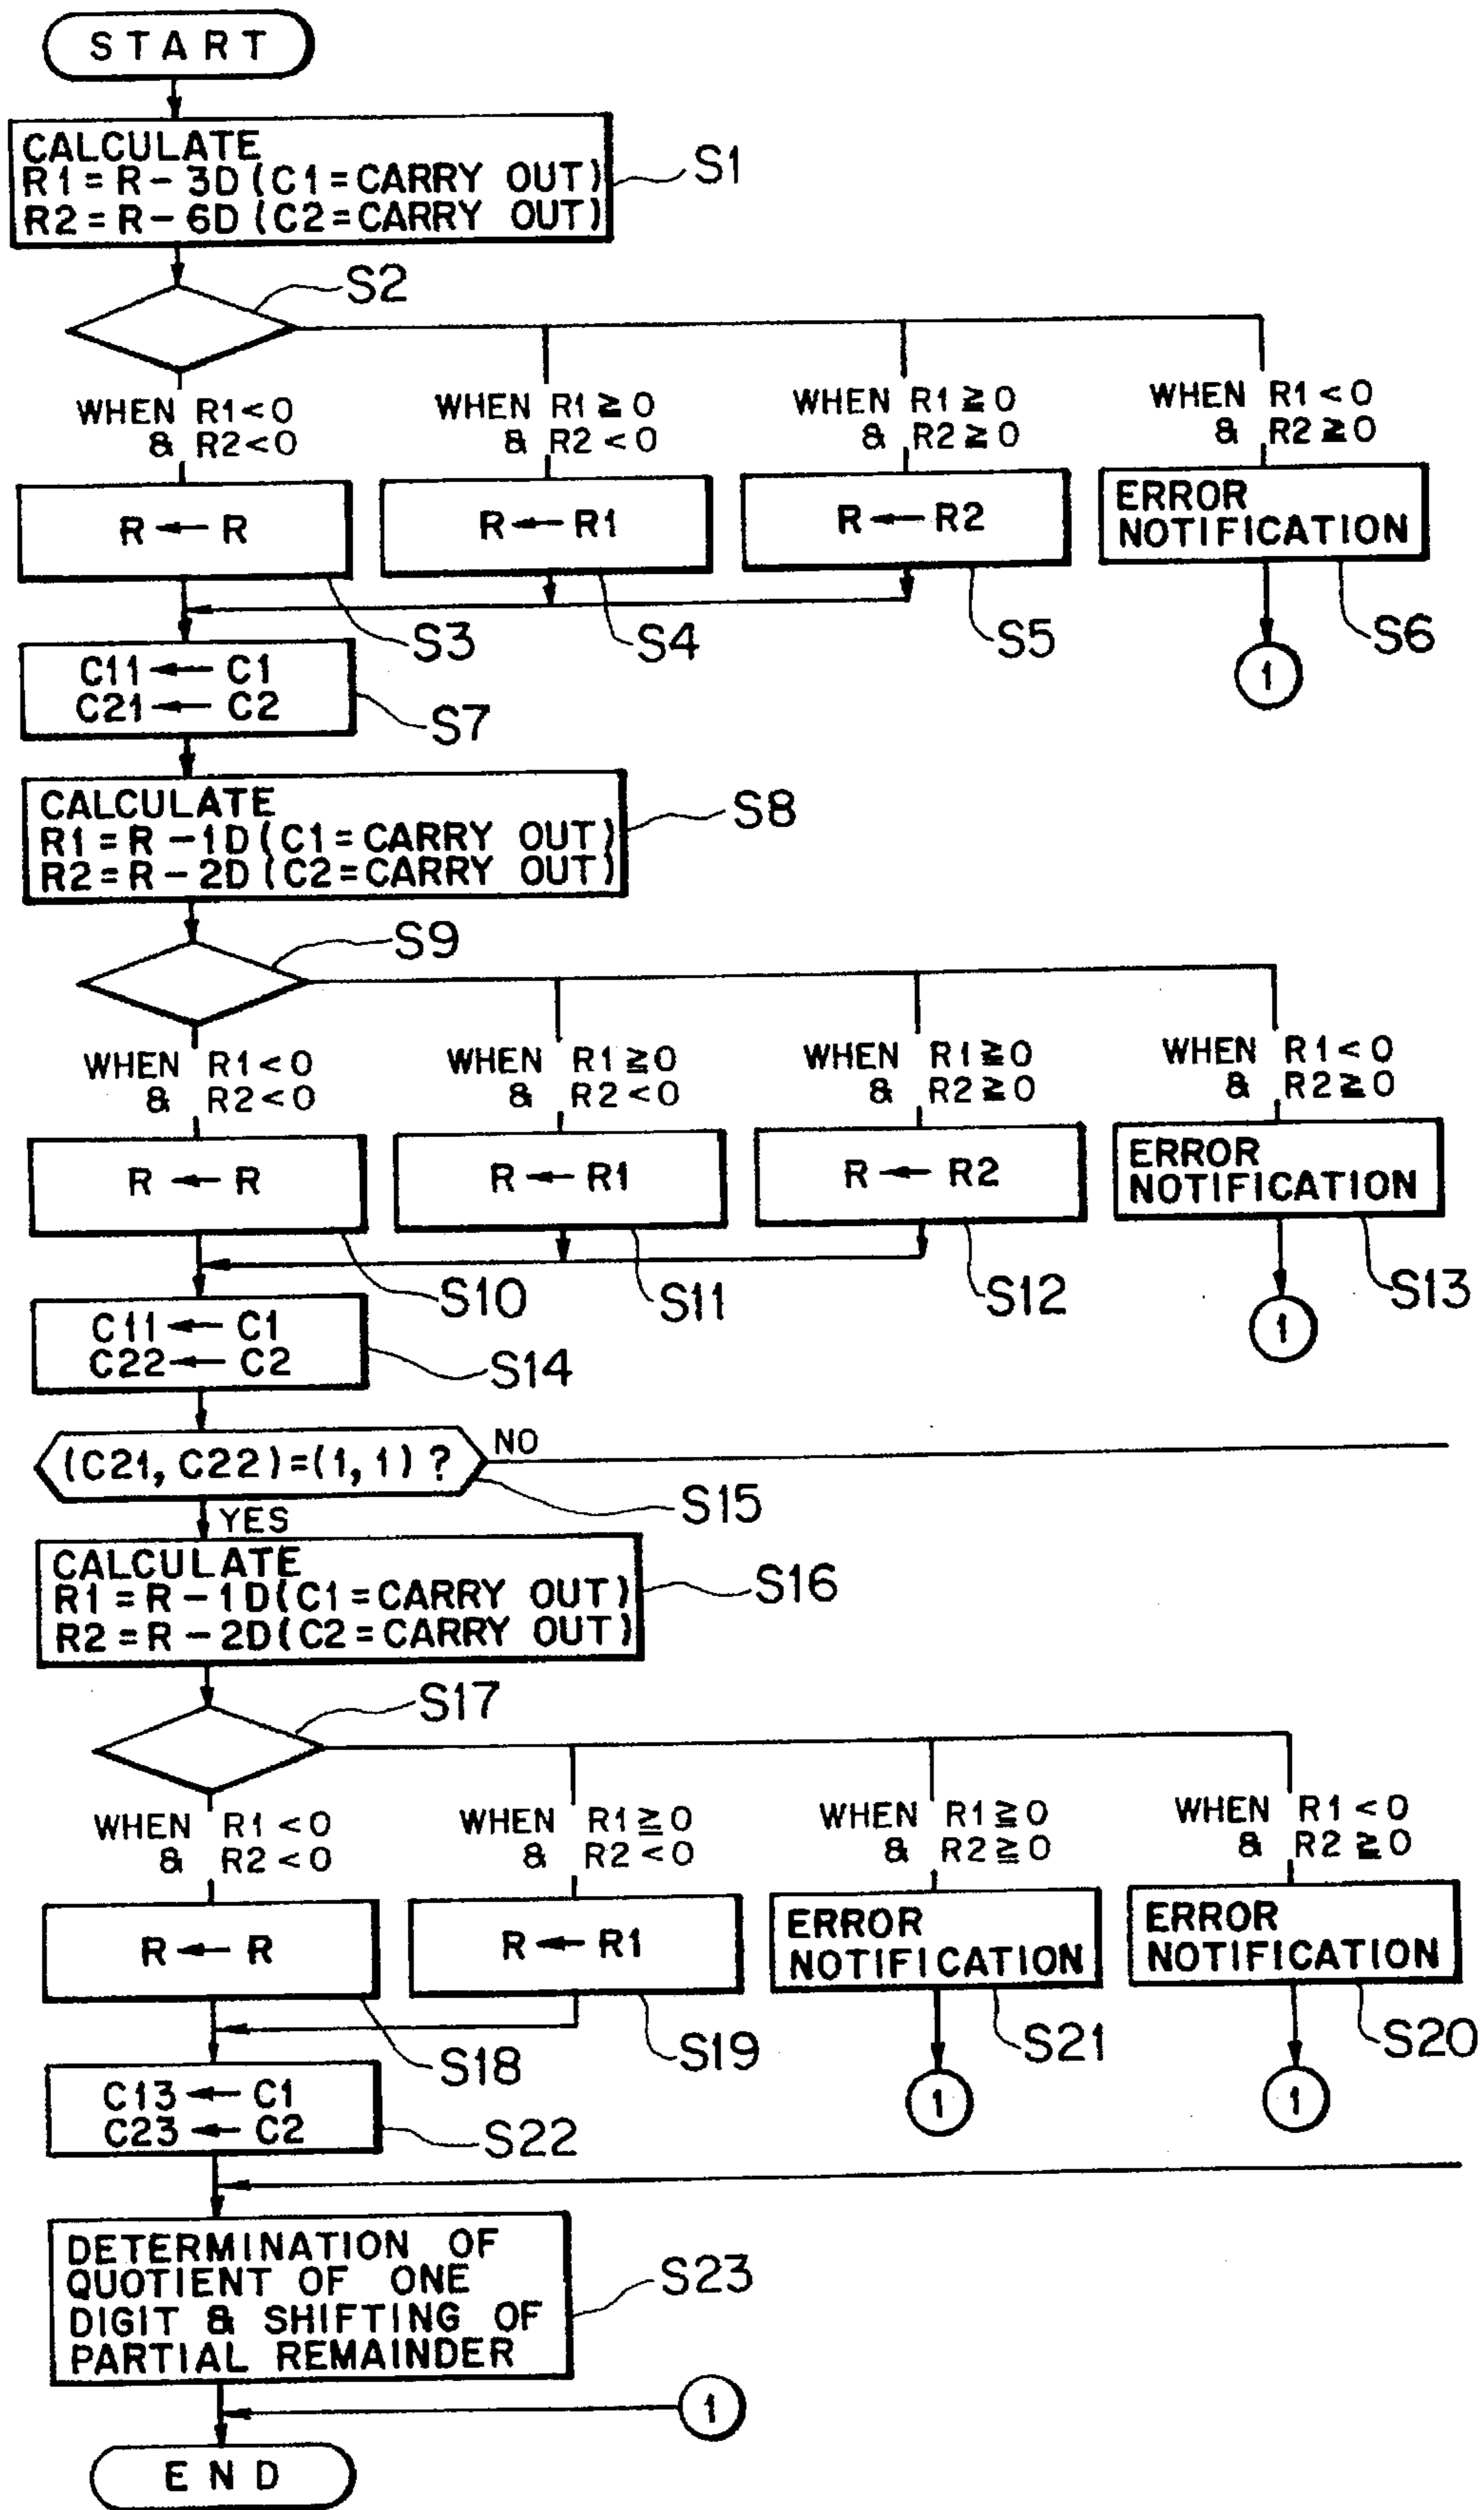 START
CALCULATE
R1=R-3D(C1=CARRY OUT)
R2=R-6D(C2=CARRY OUT)
S1
S2
WHEN R1<0
& R2<0
WHEN R1≧0
& R2<0
WHEN R1≧0
& R2≧0
WHEN R1<0
& R2≧0
R←R
R←R1
R←R2
ERROR
NOTIFICATION
S3
S4
S5
S6
1
C11←C1
C21←C2
S7
CALCULATE
R1=R-1D(C1=CARRY OUT)
R2=R-2D(C2=CARRY OUT)
S8
S9
WHEN R1<0
& R2<0
WHEN R1≧0
& R2<0
WHEN R1≧0
& R2≧0
WHEN R1<0
& R2≧0
R←R
R←R1
R←R2
ERROR
NOTIFICATION
S10
S11
S12
S13
1
C11←C1
C22←C2
S14
(C21,C22)=(1,1)?
NO
S15
YES
CALCULATE
R1=R-1D(C1=CARRY OUT)
R2=R-2D(C2=CARRY OUT)
S16
S17
WHEN R1<0
& R2<0
WHEN R1≧0
& R2<0
WHEN R1≧0
& R2≧0
WHEN R1<0
& R2≧0
R←R
R←R1
ERROR
NOTIFICATION
ERROR
NOTIFICATION
S18
S19
S21
S20
1
1
C13←C1
C23←C2
S22
DETERMINATION OF
QUOTIENT OF ONE
DIGIT & SHIFTING OF
PARTIAL REMAINDER
S23
1
END